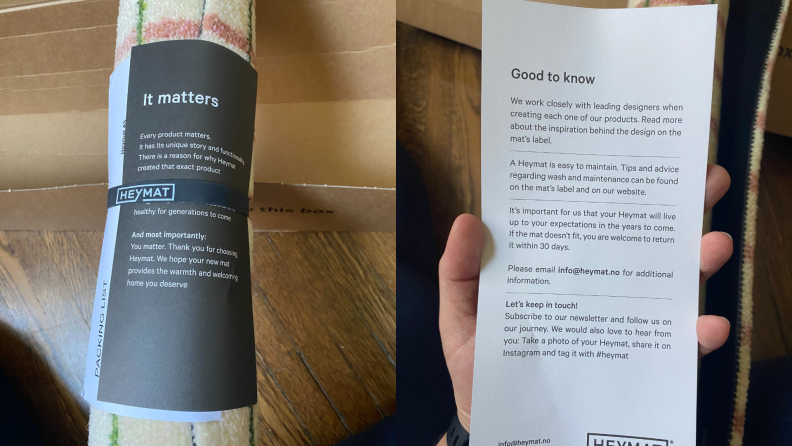 It matters
Every product matters.
It has its unique story and functionality.
There is a reason for why Heymat
created that exact product
HEYMAT
healthy for generations to come
And most importantly:
You matter. Thank you for choosing
Heymat. We hope your new mat
provides the warmth and welcoming
home you deserve
PACKING LIST
this box
Good to know
We work closely with leading designers when
creating each one of our products. Read more
about the inspiration behind the design on the
mat's label.
A Heymat is easy to maintain. Tips and advice
regarding wash and maintenance can be found
on the mat's label and on our website.
It's important for us that your Heymat will live
up to your expectations in the years to come.
If the mat doesn't fit, you are welcome to return
it within 30 days.
Please email info@heymat.no for additional
information.
Let's keep in touch!
Subscribe to our newsletter and follow us on
our journey. We would also love to hear from
you: Take a photo of your Heymat, share it on
Instagram and tag it with #heymat
info@heymat.no
HEYMAT